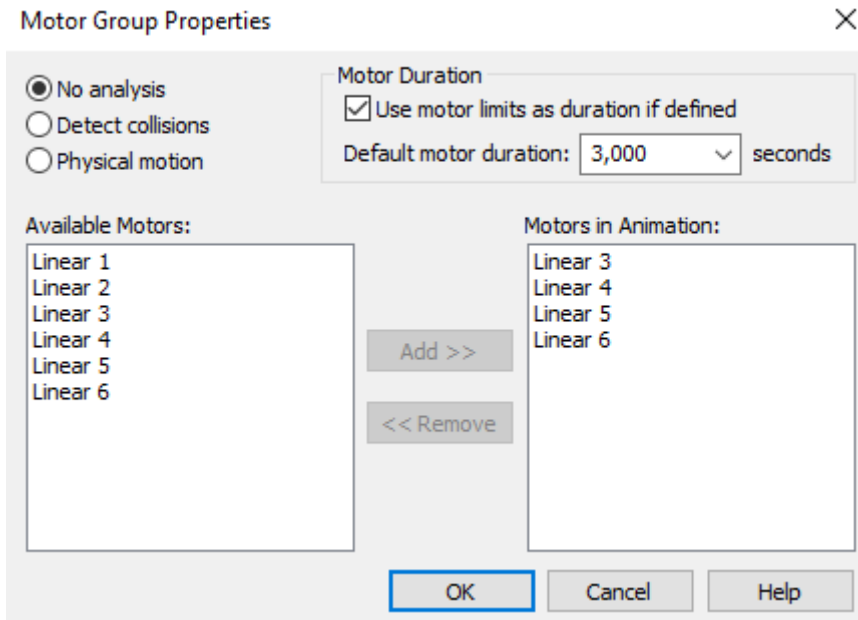 Motor Group Properties
No analysis
Detect collisions
Physical motion
Motor Duration
Use motor limits as duration if defined
Default motor duration: 3,000 seconds
Available Motors:
Linear 1
Linear 2
Linear 3
Linear 4
Linear 5
Linear 6
Add >>
<< Remove
Motors in Animation:
Linear 3
Linear 4
Linear 5
Linear 6
OK
Cancel
Help